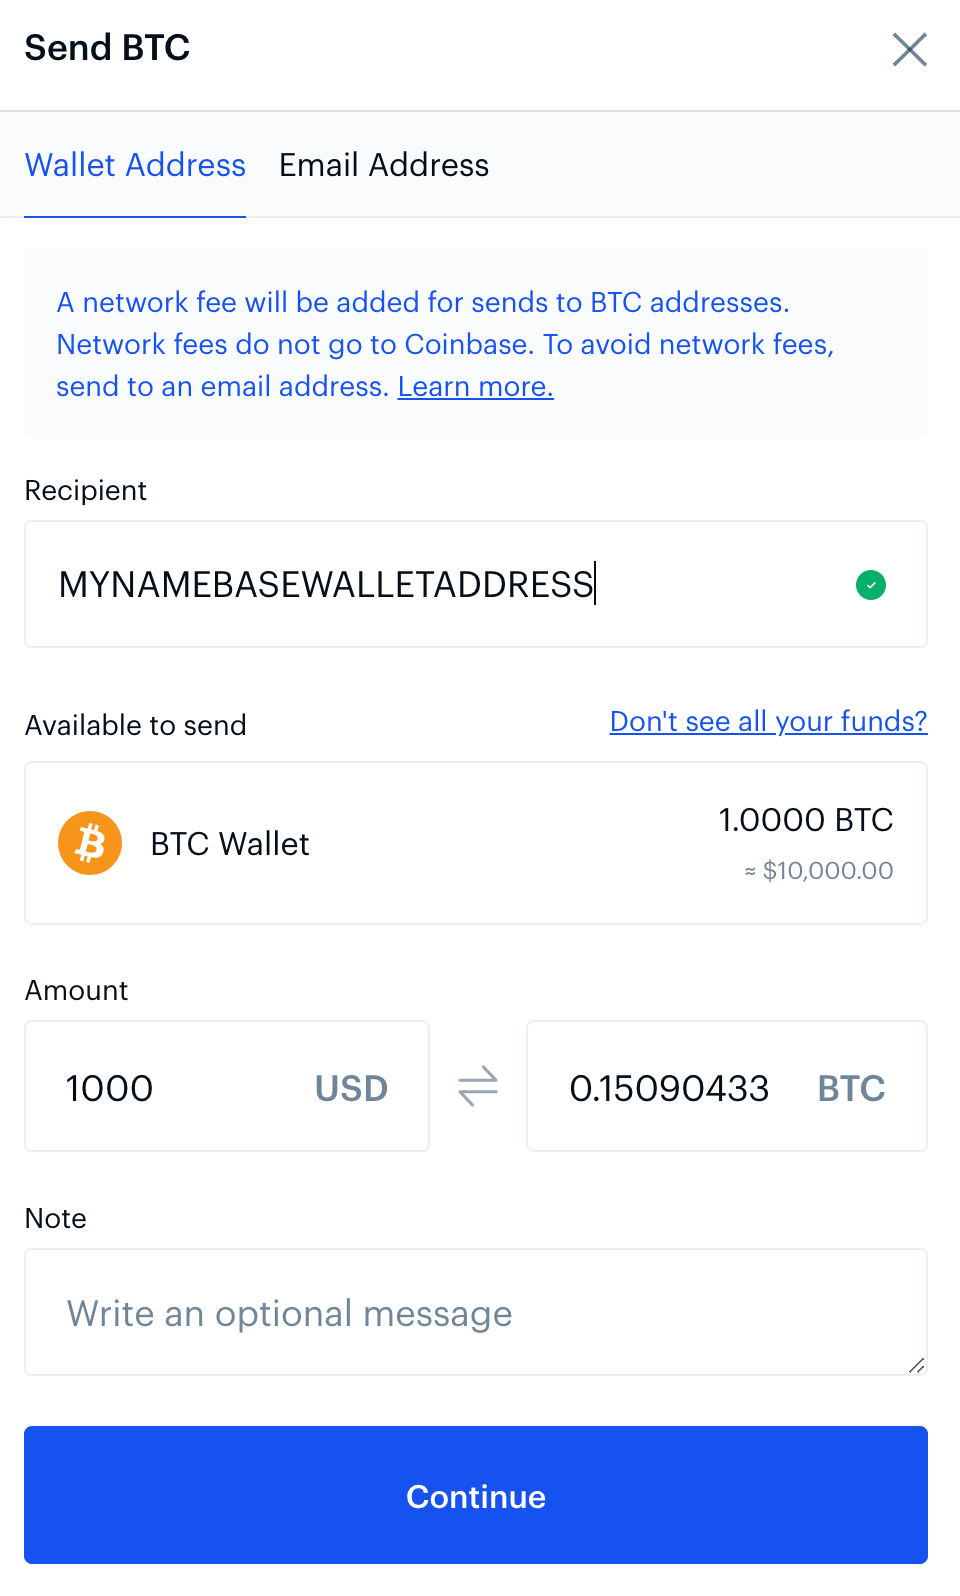 Send BTC
Wallet Address Email Address
A network fee will be added for sends to BTC addresses.
Network fees do not go to Coinbase. To avoid network fees,
send to an email address. Learn more.
Recipient
MYNAMEBASEWALLETADDRESS
Available to send Don't see all your funds?
BTC Wallet 1.0000 BTC
≈ $10,000.00
Amount
1000 USD 0.15090433 BTC
Note
Write an optional message
Continue